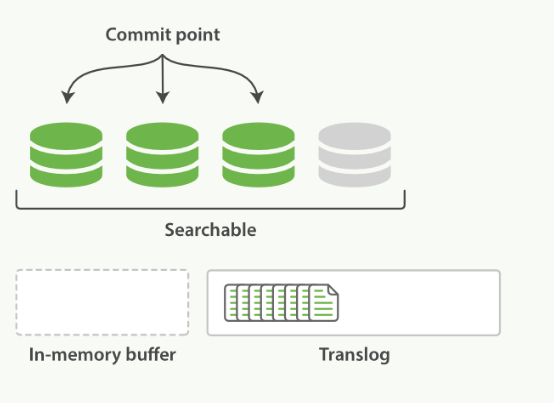 Commit point
Searchable
In-memory buffer
Translog